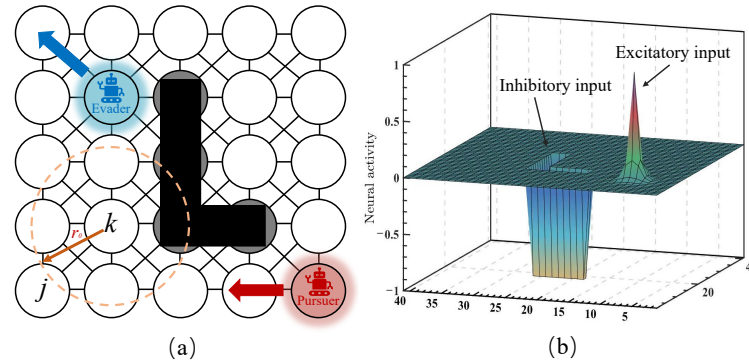 (a)
Evader
k
r₀
j
Pursuer
Excitatory input
Inhibitory input
Neural activity
1
0.5
0
-0.5
-1
40 35 30 25 20 15 10 5
20
(b)